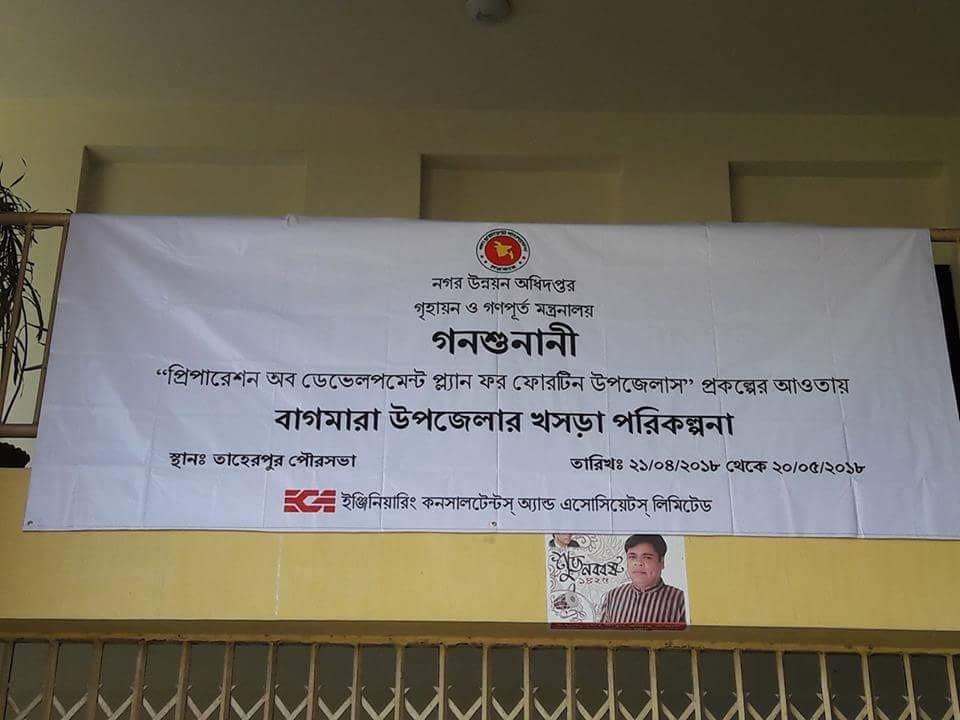 নগর উন্নয়ন অধিদপ্তর
গৃহায়ন ও গণপূর্ত মন্ত্রনালয়
গনশুনানী
“প্রিপারেশন অব ডেভেলপমেন্ট প্ল্যান ফর ফোরটিন উপজেলাস” প্রকল্পের আওতায়
বাগমারা উপজেলার খসড়া পরিকল্পনা
স্থানঃ তাহেরপুর পৌরসভা তারিখঃ ২১/০৪/২০১৮ থেকে ২০/০৫/২০১৮
ইঞ্জিনিয়ারিং কনসালটেন্টস্ অ্যান্ড এসোসিয়েটস্ লিমিটেড
শুভ নববর্ষ
১৪২৫